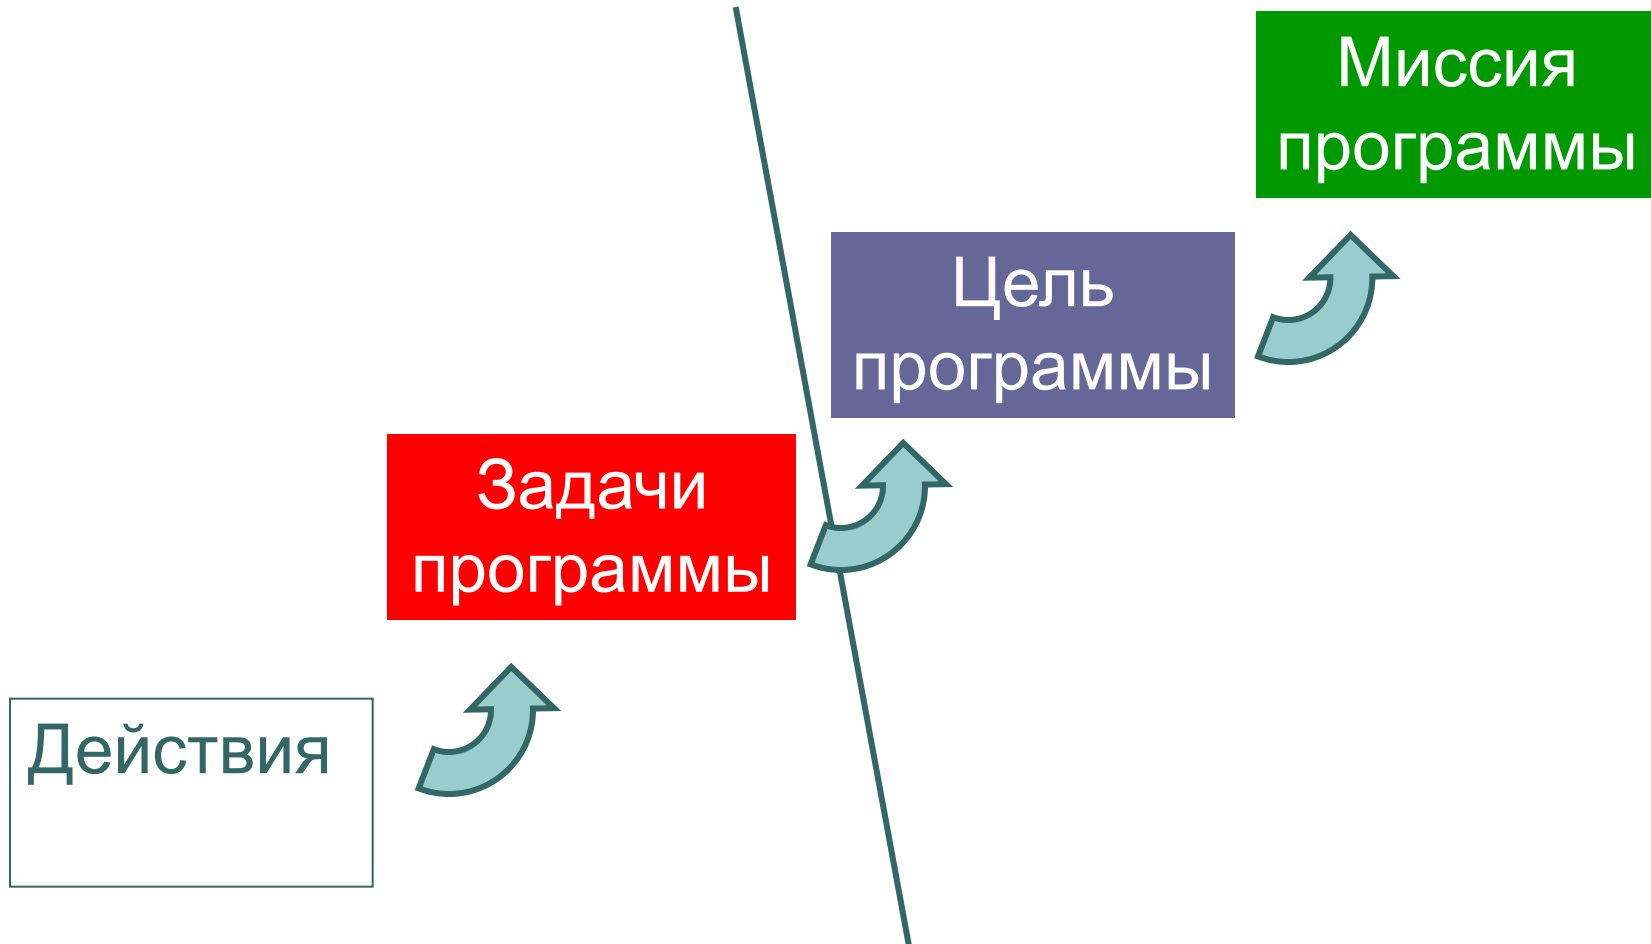 Миссия
программы
Цель
программы
Задачи
программы
Действия